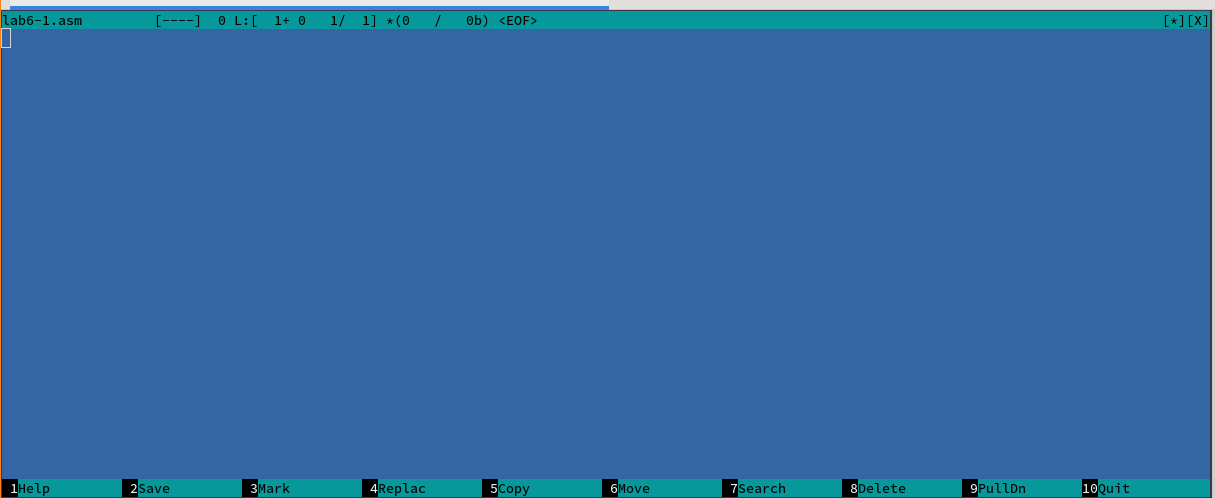 lab6-1.asm [----] 0 L:[ 1+ 0 1/ 1] *(0 / 0b) <EOF> [*][X]
1Help 2Save 3Mark 4Replac 5Copy 6Move 7Search 8Delete 9PullDn 10Quit